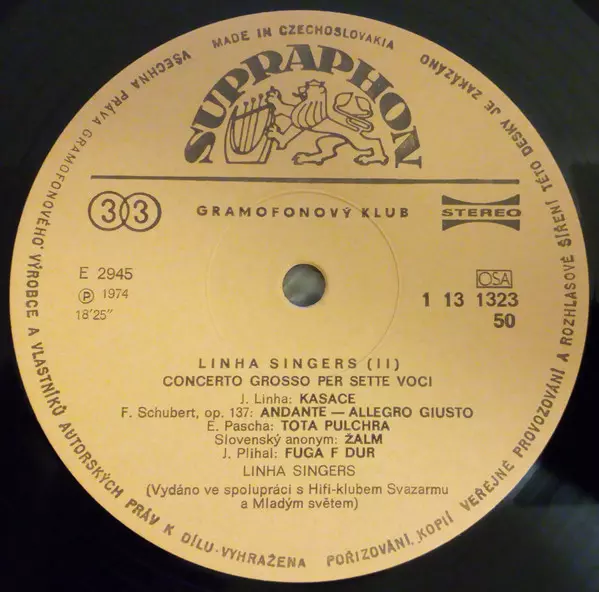 MADE IN CZECHOSLOVAKIA
SUPRAPHON
VŠECHNA PRÁVA GRAMOFONOVÉHO VÝROBCE A VLASTNÍKŮ AUTORSKÝCH PRÁV K DÍLU-VYHRAŽENA
POŘIZOVÁNÍ KOPIÍ VEŘEJNÉ PROVOZOVÁNÍ A ROZHLASOVÉ ŠÍŘENÍ TÉTO DESKY JE ZAKÁZÁNO
33
GRAMOFONOVÝ KLUB
STEREO
E 2945
Ⓟ 1974
18'25"
OSA
1 13 1323
50
LINHA SINGERS (II)
CONCERTO GROSSO PER SETTE VOCI
J. Linha: KASACE
F. Schubert, op. 137: ANDANTE — ALLEGRO GIUSTO
E. Pascha: TOTA PULCHRA
Slovenský anonym: ŽALM
J. Plihal: FUGA F DUR
LINHA SINGERS
(Vydáno ve spolupráci s Hifi-klubem Svazarmu
a Mladým světem)